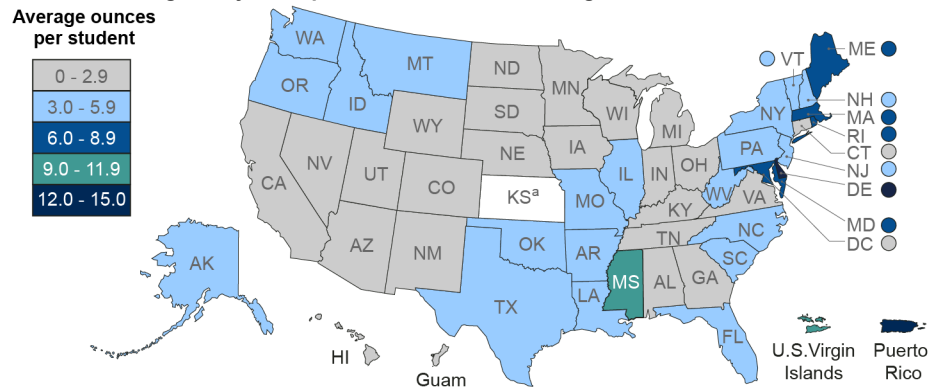 Average ounces
per student
0 - 2.9
3.0 - 5.9
6.0 - 8.9
9.0 - 11.9
12.0 - 15.0
WA
OR
ID
MT
ND
MN
SD
WY
WI
MI
NE
IA
NV
UT
CO
CA
KSª
IL
IN
OH
MO
KY
WV
VA
PA
NY
VT
ME
NH
MA
RI
CT
NJ
DE
MD
DC
AZ
NM
OK
AR
TN
NC
SC
MS
AL
GA
LA
TX
FL
AK
HI
Guam
U.S.Virgin
Islands
Puerto
Rico